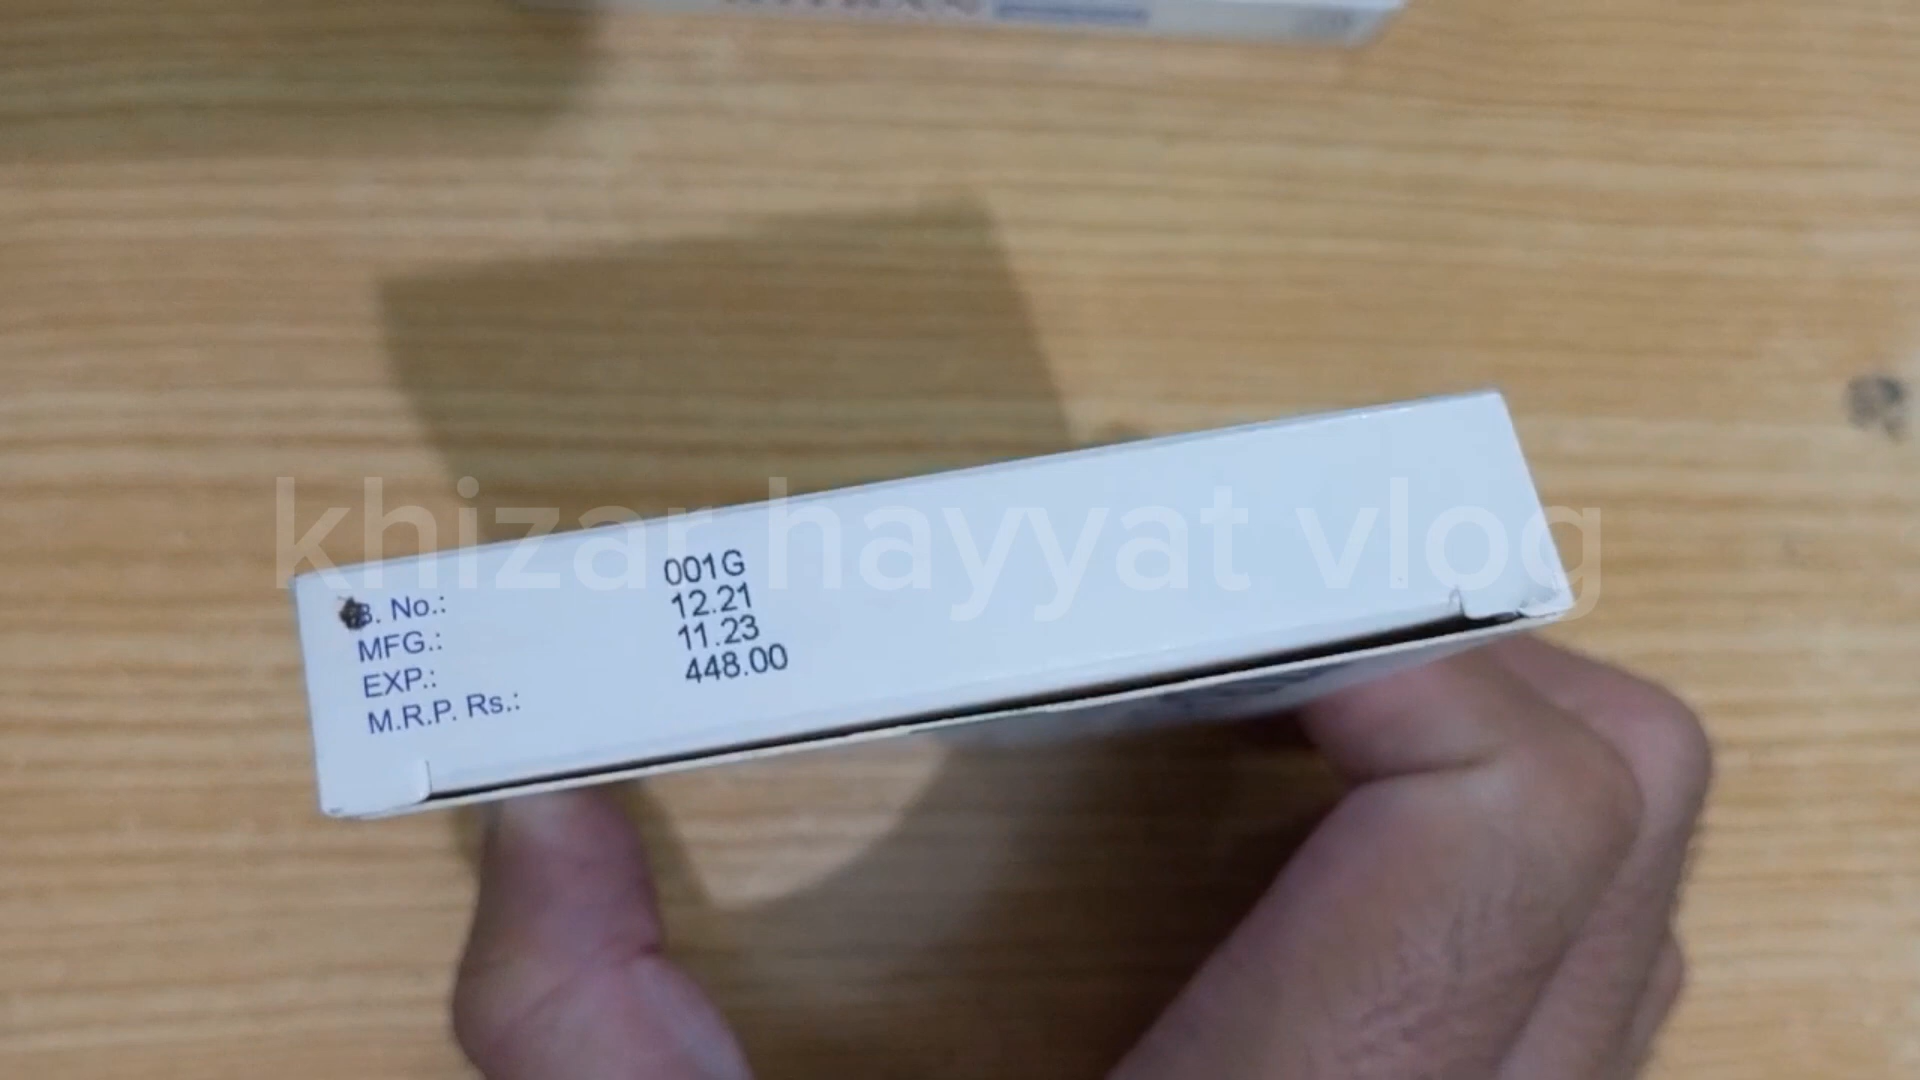 khizar hayyat vlog
B. No.: 001G
MFG.: 12.21
EXP.: 11.23
M.R.P. Rs.: 448.00